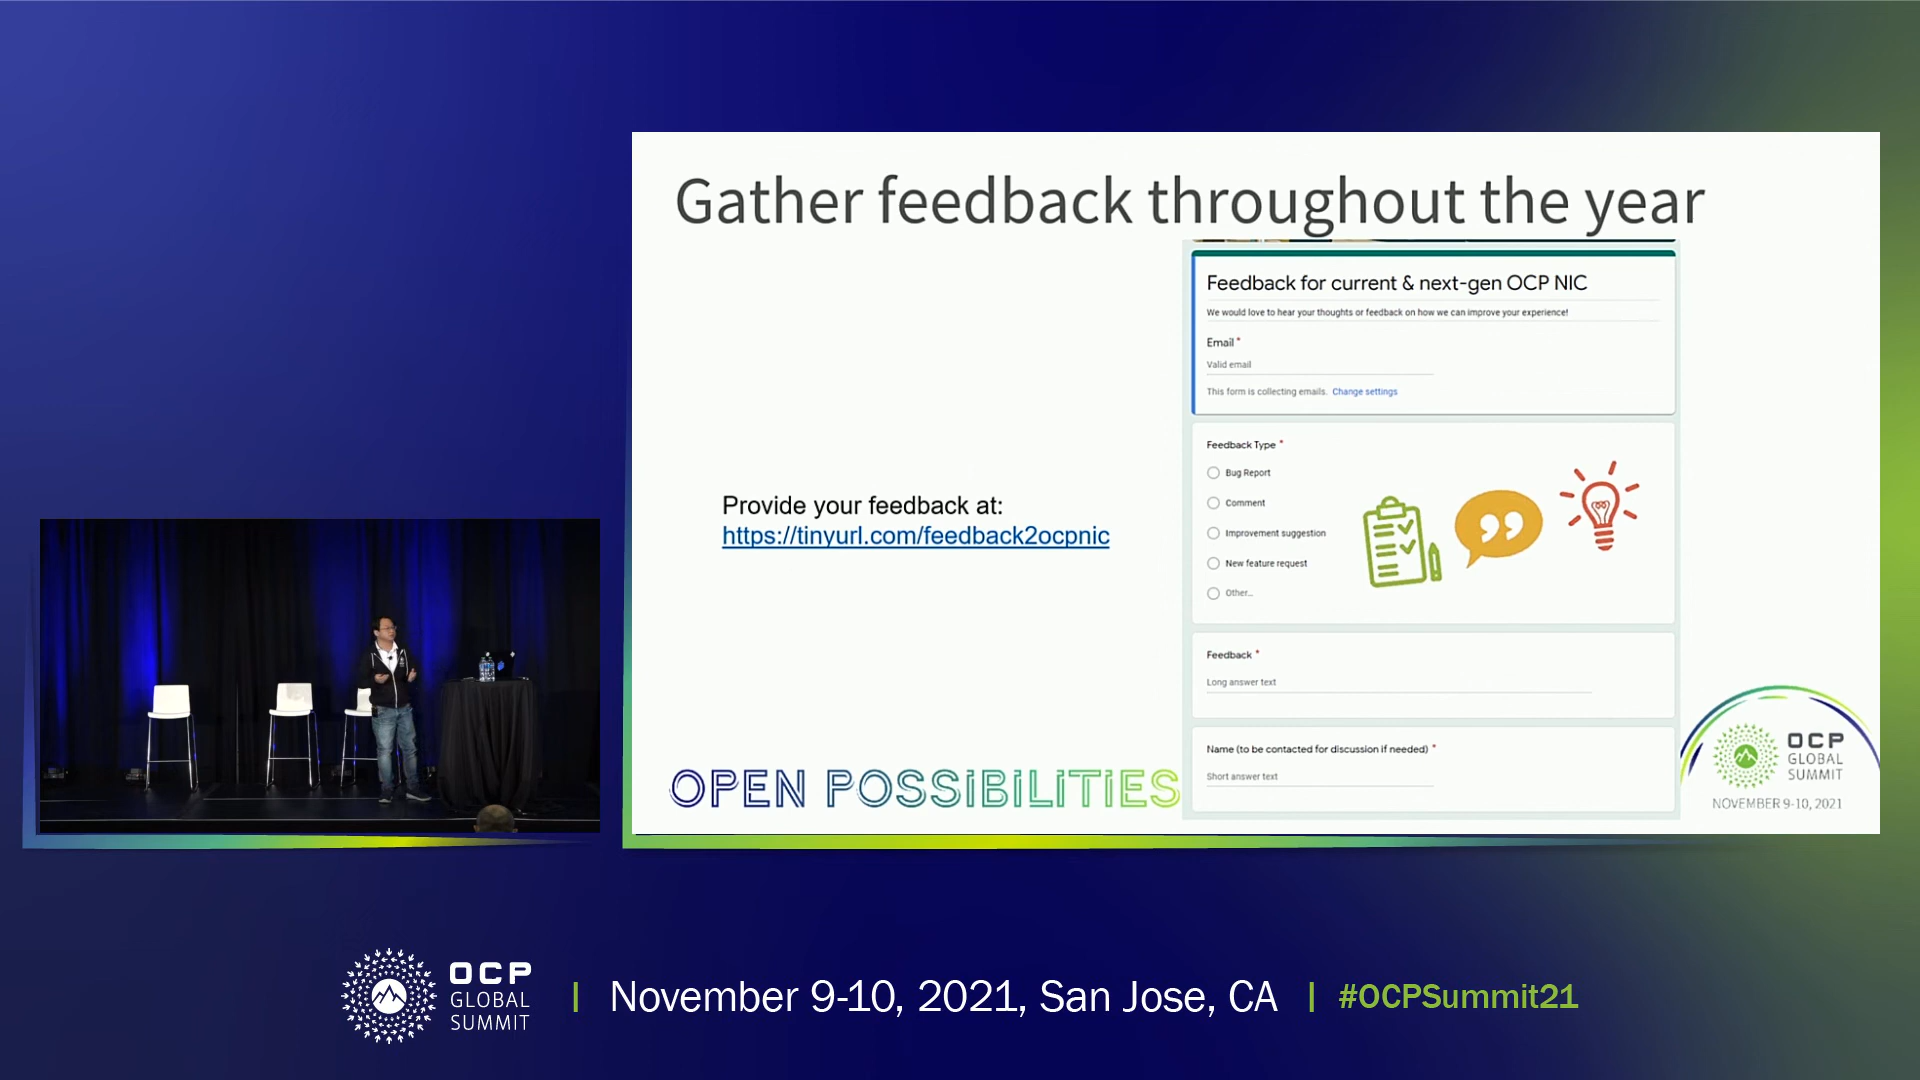 Gather feedback throughout the year
Feedback for current & next-gen OCP NIC
We would love to hear your thoughts or feedback on how we can improve your experience!
Email *
Valid email
This form is collecting emails. Change settings
Feedback Type *
Bug Report
Comment
Improvement suggestion
New feature request
Other...
Provide your feedback at:
https://tinyurl.com/feedback2ocpnic
Feedback *
Long answer text
Name (to be contacted for discussion if needed) *
Short answer text
OPEN POSSIBILITIES
OCP
GLOBAL
SUMMIT
NOVEMBER 9-10, 2021
OCP
GLOBAL
SUMMIT
| November 9-10, 2021, San Jose, CA | #OCPSummit21